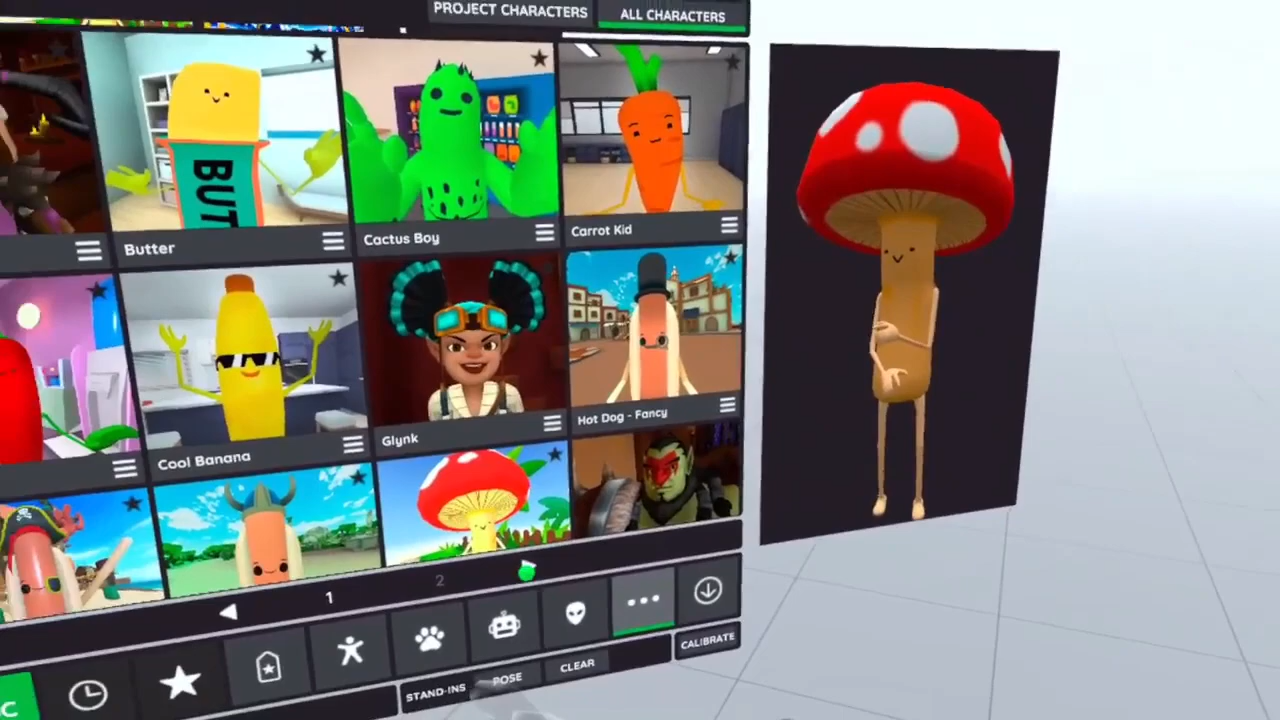 PROJECT CHARACTERS
ALL CHARACTERS
BUT
Butter
Cactus Boy
Carrot Kid
Cool Banana
Glynk
Hot Dog - Fancy
1
2
C
STAND-INS
POSE
CLEAR
CALIBRATE